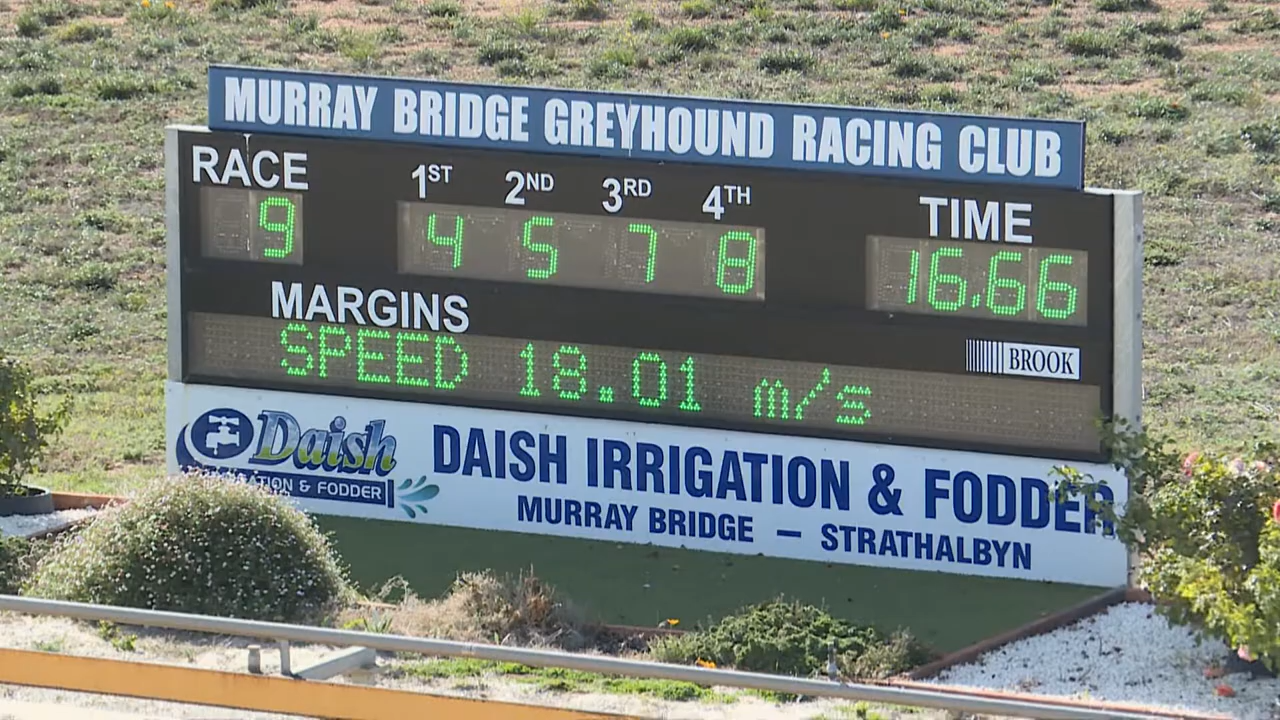 MURRAY BRIDGE GREYHOUND RACING CLUB
RACE 1ST 2ND 3RD 4TH TIME
9 4 5 7 8 16.66
MARGINS
BROOK
SPEED 18.01 m/s
Daish
& FODDER
DAISH IRRIGATION & FODDER
MURRAY BRIDGE – STRATHALBYN